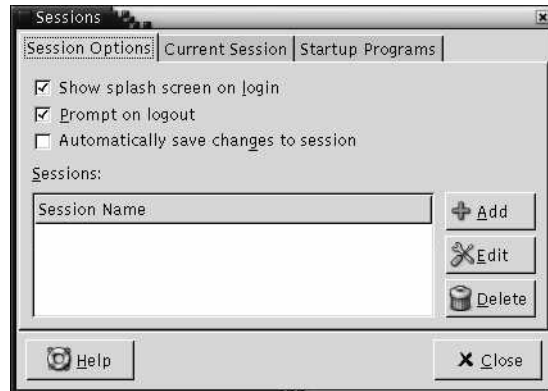 Sessions
Session Options
Current Session
Startup Programs
Show splash screen on login
Prompt on logout
Automatically save changes to session
Sessions:
Session Name
Add
Edit
Delete
Help
Close